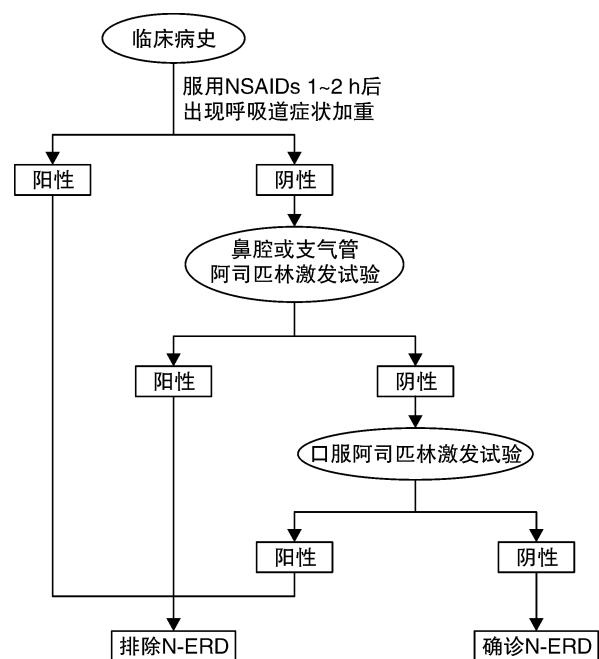 临床病史
服用NSAIDs 1~2 h后
出现呼吸道症状加重
阳性
阴性
鼻腔或支气管
阿司匹林激发试验
阳性
阴性
口服阿司匹林激发试验
阳性
阴性
排除N-ERD
确诊N-ERD